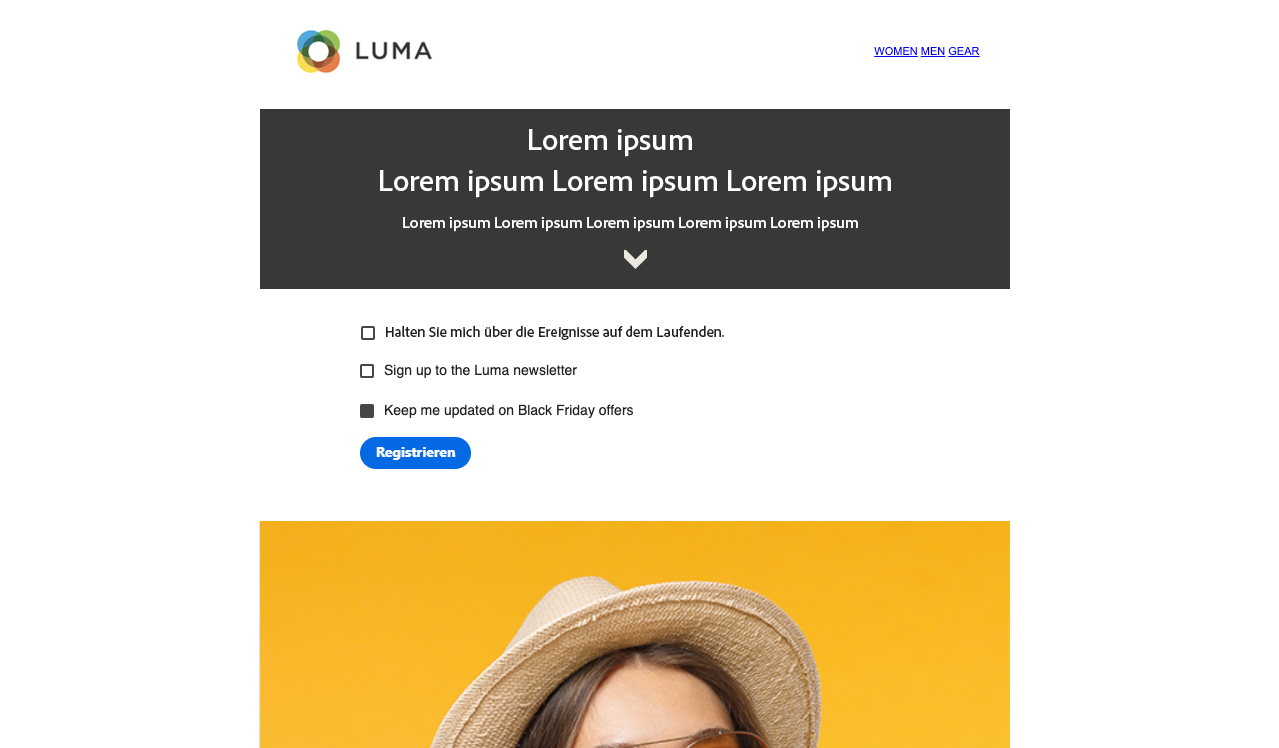 LUMA
WOMEN MEN GEAR
Lorem ipsum
Lorem ipsum Lorem ipsum Lorem ipsum
Lorem ipsum Lorem ipsum Lorem ipsum Lorem ipsum Lorem ipsum
Halten Sie mich über die Ereignisse auf dem Laufenden.
Sign up to the Luma newsletter
Keep me updated on Black Friday offers
Registrieren